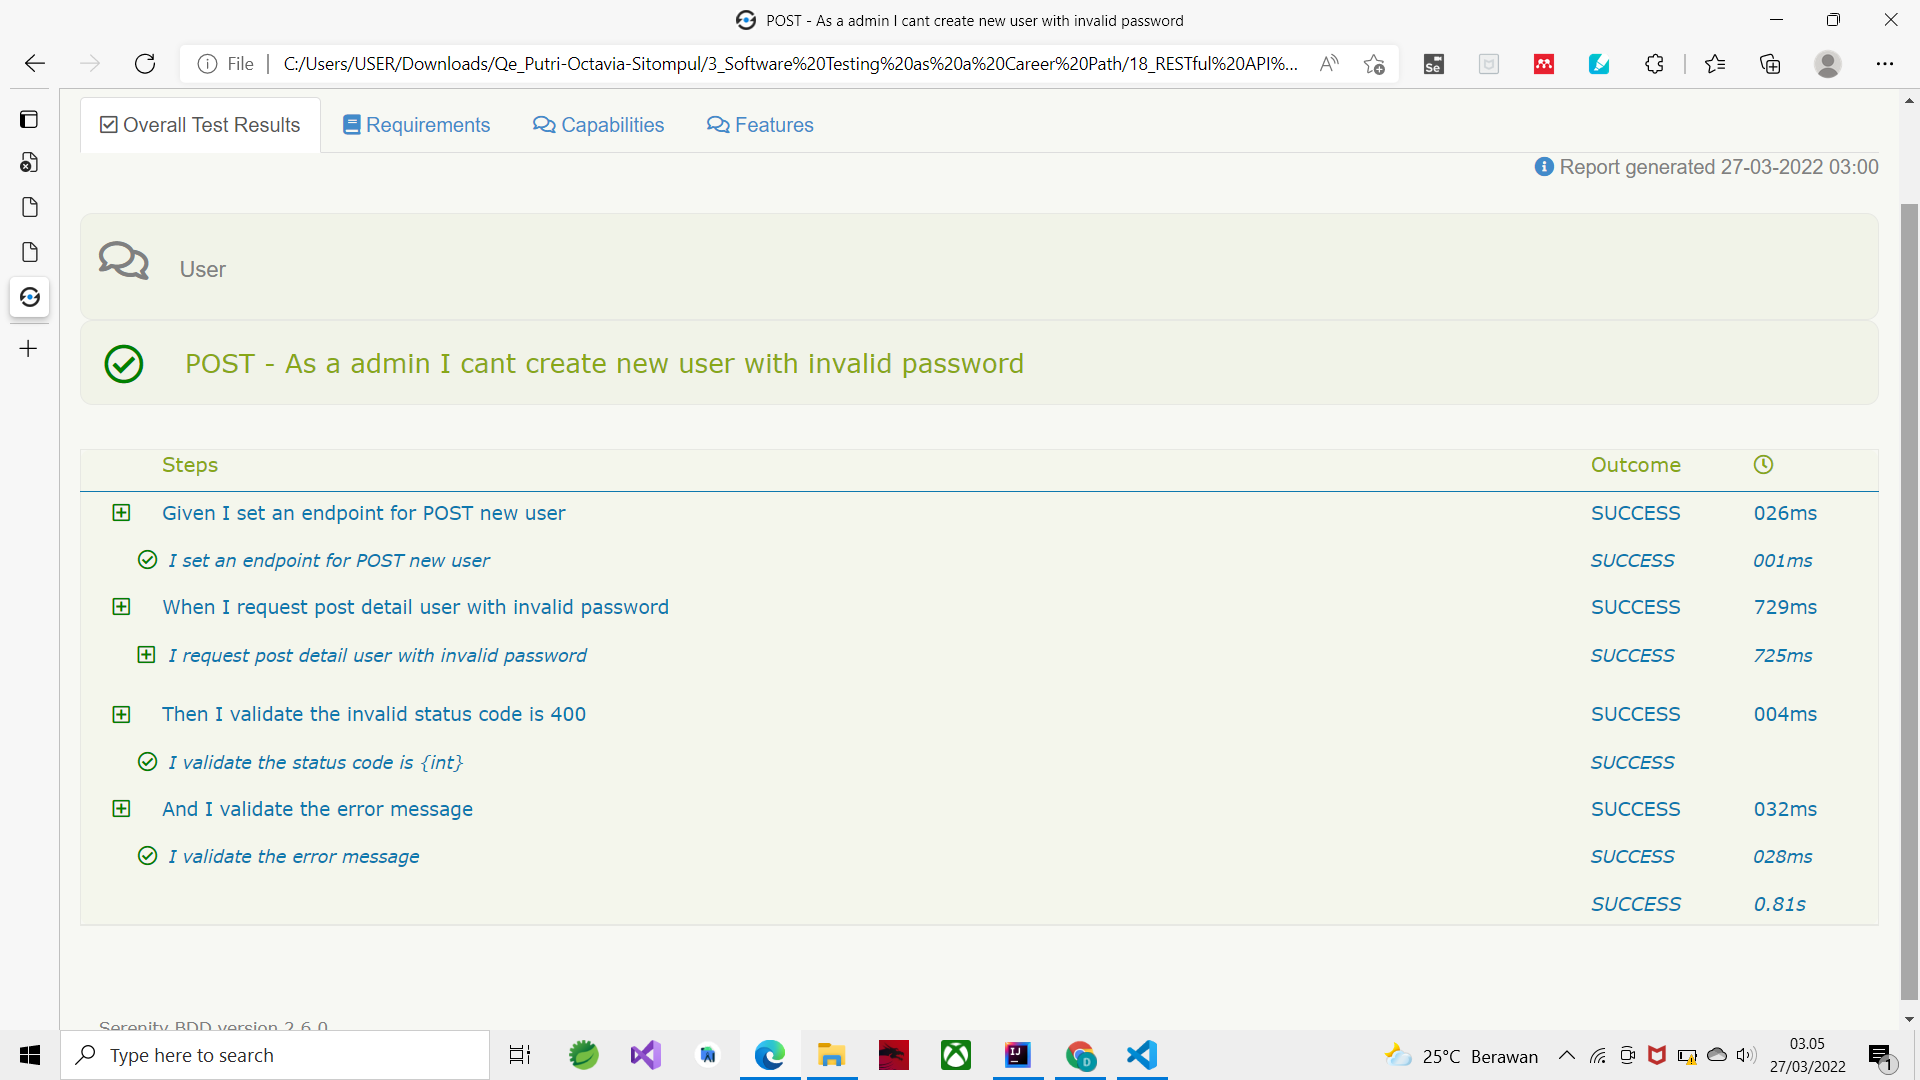 POST - As a admin I cant create new user with invalid password
File
C:/Users/USER/Downloads/Qe_Putri-Octavia-Sitompul/3_Software%20Testing%20as%20a%20Career%20Path/18_RESTful%20API%...
Overall Test Results
Requirements
Capabilities
Features
Report generated 27-03-2022 03:00
User
POST - As a admin I cant create new user with invalid password
Steps Outcome
Given I set an endpoint for POST new user SUCCESS 026ms
I set an endpoint for POST new user SUCCESS 001ms
When I request post detail user with invalid password SUCCESS 729ms
I request post detail user with invalid password SUCCESS 725ms
Then I validate the invalid status code is 400 SUCCESS 004ms
I validate the status code is {int} SUCCESS
And I validate the error message SUCCESS 032ms
I validate the error message SUCCESS 028ms
SUCCESS 0.81s
Serenity BDD version 2.6.0
Type here to search
25°C Berawan
03.05
27/03/2022
1